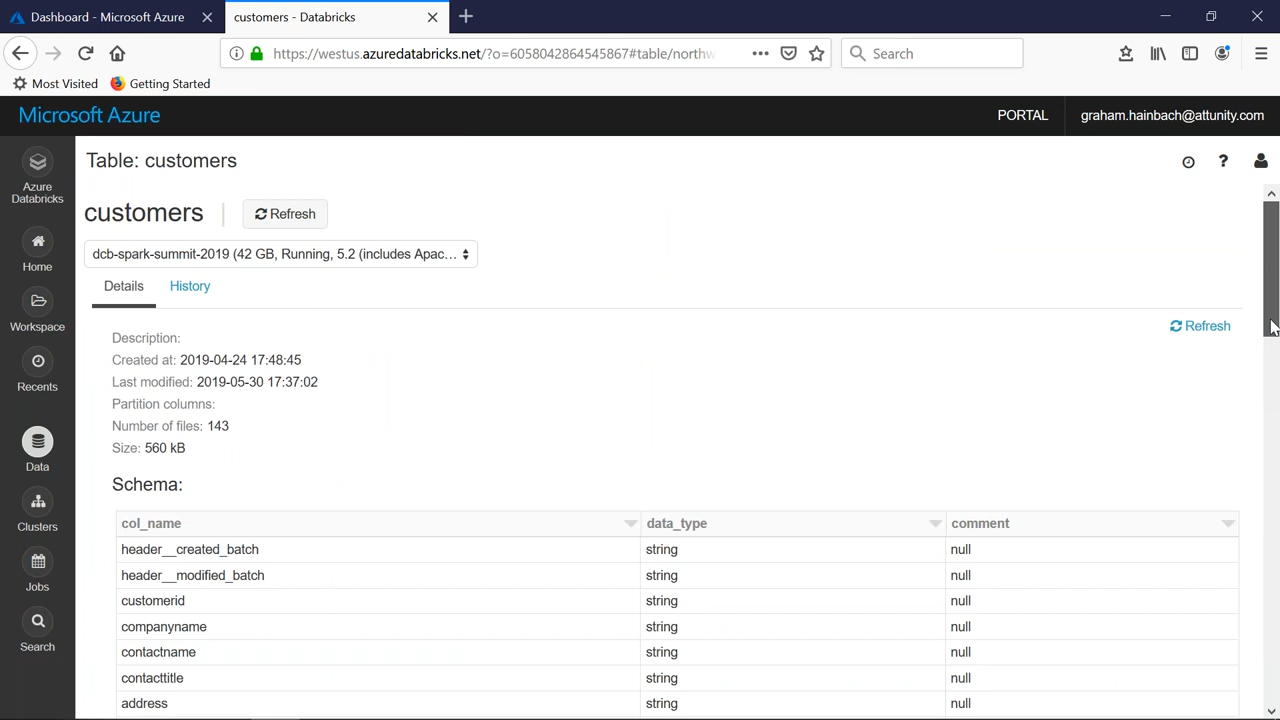 Dashboard - Microsoft Azure
customers - Databricks
https://westus.azuredatabricks.net/?o=6058042864545867#table/northw
Search
Most Visited
Getting Started
Microsoft Azure
PORTAL
graham.hainbach@attunity.com
Azure
Databricks
Home
Workspace
Recents
Data
Clusters
Jobs
Search
Table: customers
?
customers
Refresh
dcb-spark-summit-2019 (42 GB, Running, 5.2 (includes Apac...
Details
History
Refresh
Description:
Created at: 2019-04-24 17:48:45
Last modified: 2019-05-30 17:37:02
Partition columns:
Number of files: 143
Size: 560 kB
Schema:
col_name data_type comment
header__created_batch string null
header__modified_batch string null
customerid string null
companyname string null
contactname string null
contacttitle string null
address string null